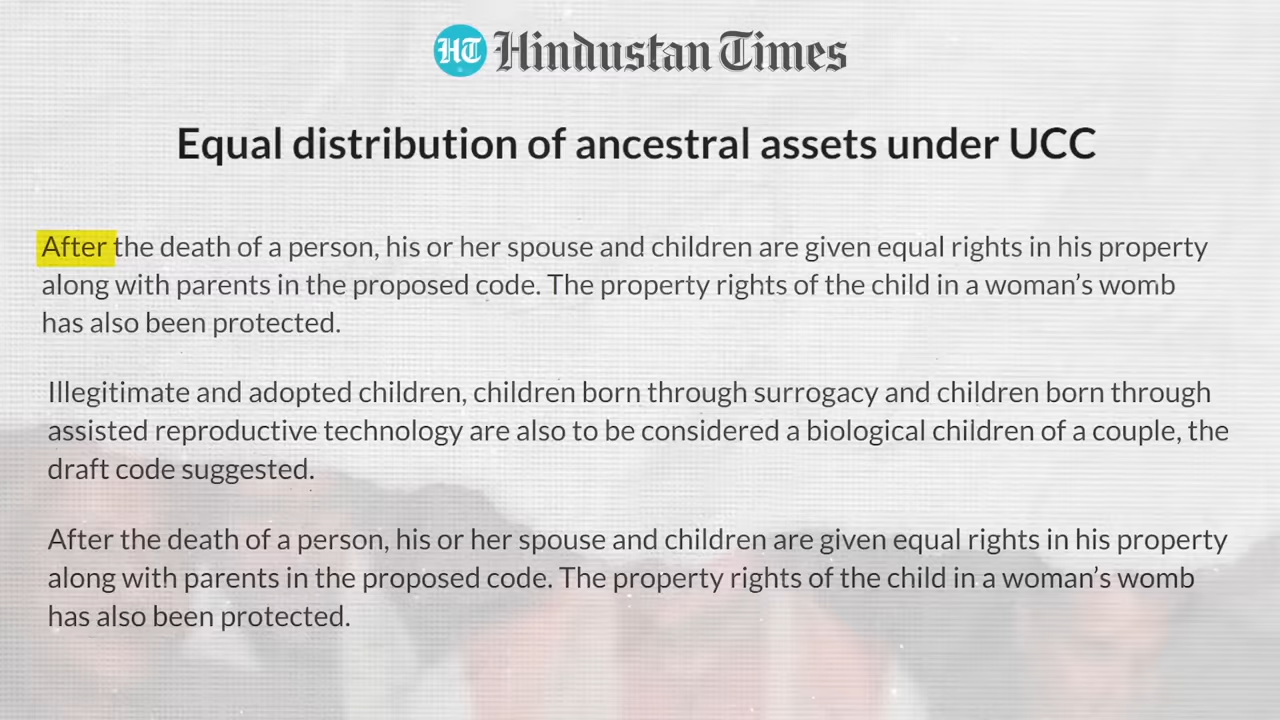 HT Hindustan Times
Equal distribution of ancestral assets under UCC
After the death of a person, his or her spouse and children are given equal rights in his property
along with parents in the proposed code. The property rights of the child in a woman’s womb
has also been protected.
Illegitimate and adopted children, children born through surrogacy and children born through
assisted reproductive technology are also to be considered a biological children of a couple, the
draft code suggested.
After the death of a person, his or her spouse and children are given equal rights in his property
along with parents in the proposed code. The property rights of the child in a woman’s womb
has also been protected.